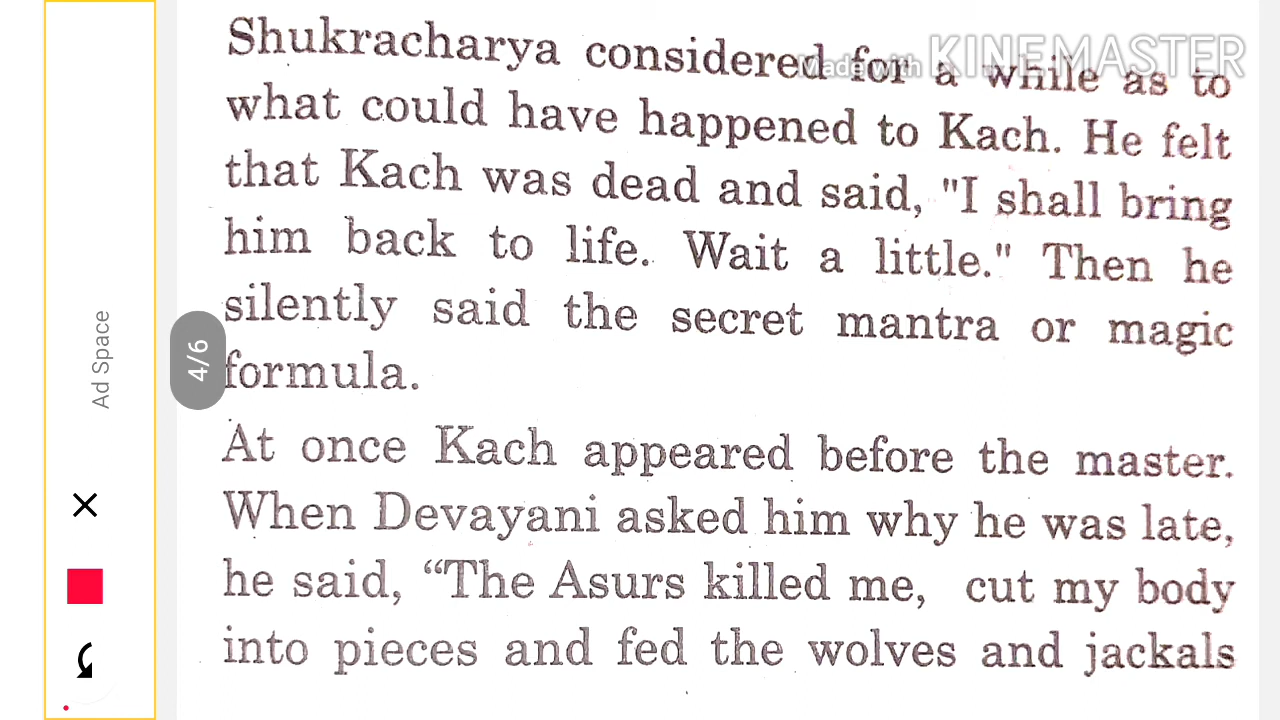 Shukracharya considered for a while as to
Made with KINEMASTER
what could have happened to Kach. He felt
that Kach was dead and said, "I shall bring
him back to life. Wait a little." Then he
silently said the secret mantra or magic
formula.
At once Kach appeared before the master.
When Devayani asked him why he was late,
he said, “The Asurs killed me, cut my body
into pieces and fed the wolves and jackals
4/6
Ad Space